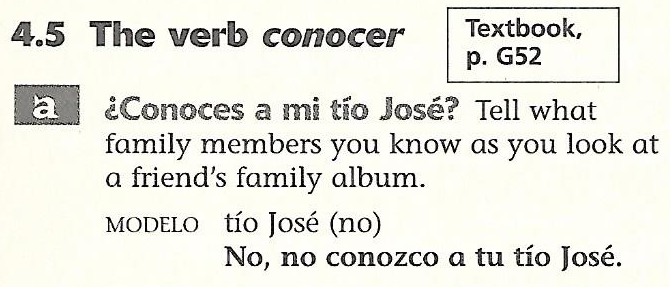 4.5 The verb conocer
Textbook,
p. G52
a ¿Conoces a mi tío José? Tell what
family members you know as you look at
a friend's family album.
MODELO tío José (no)
No, no conozco a tu tío José.